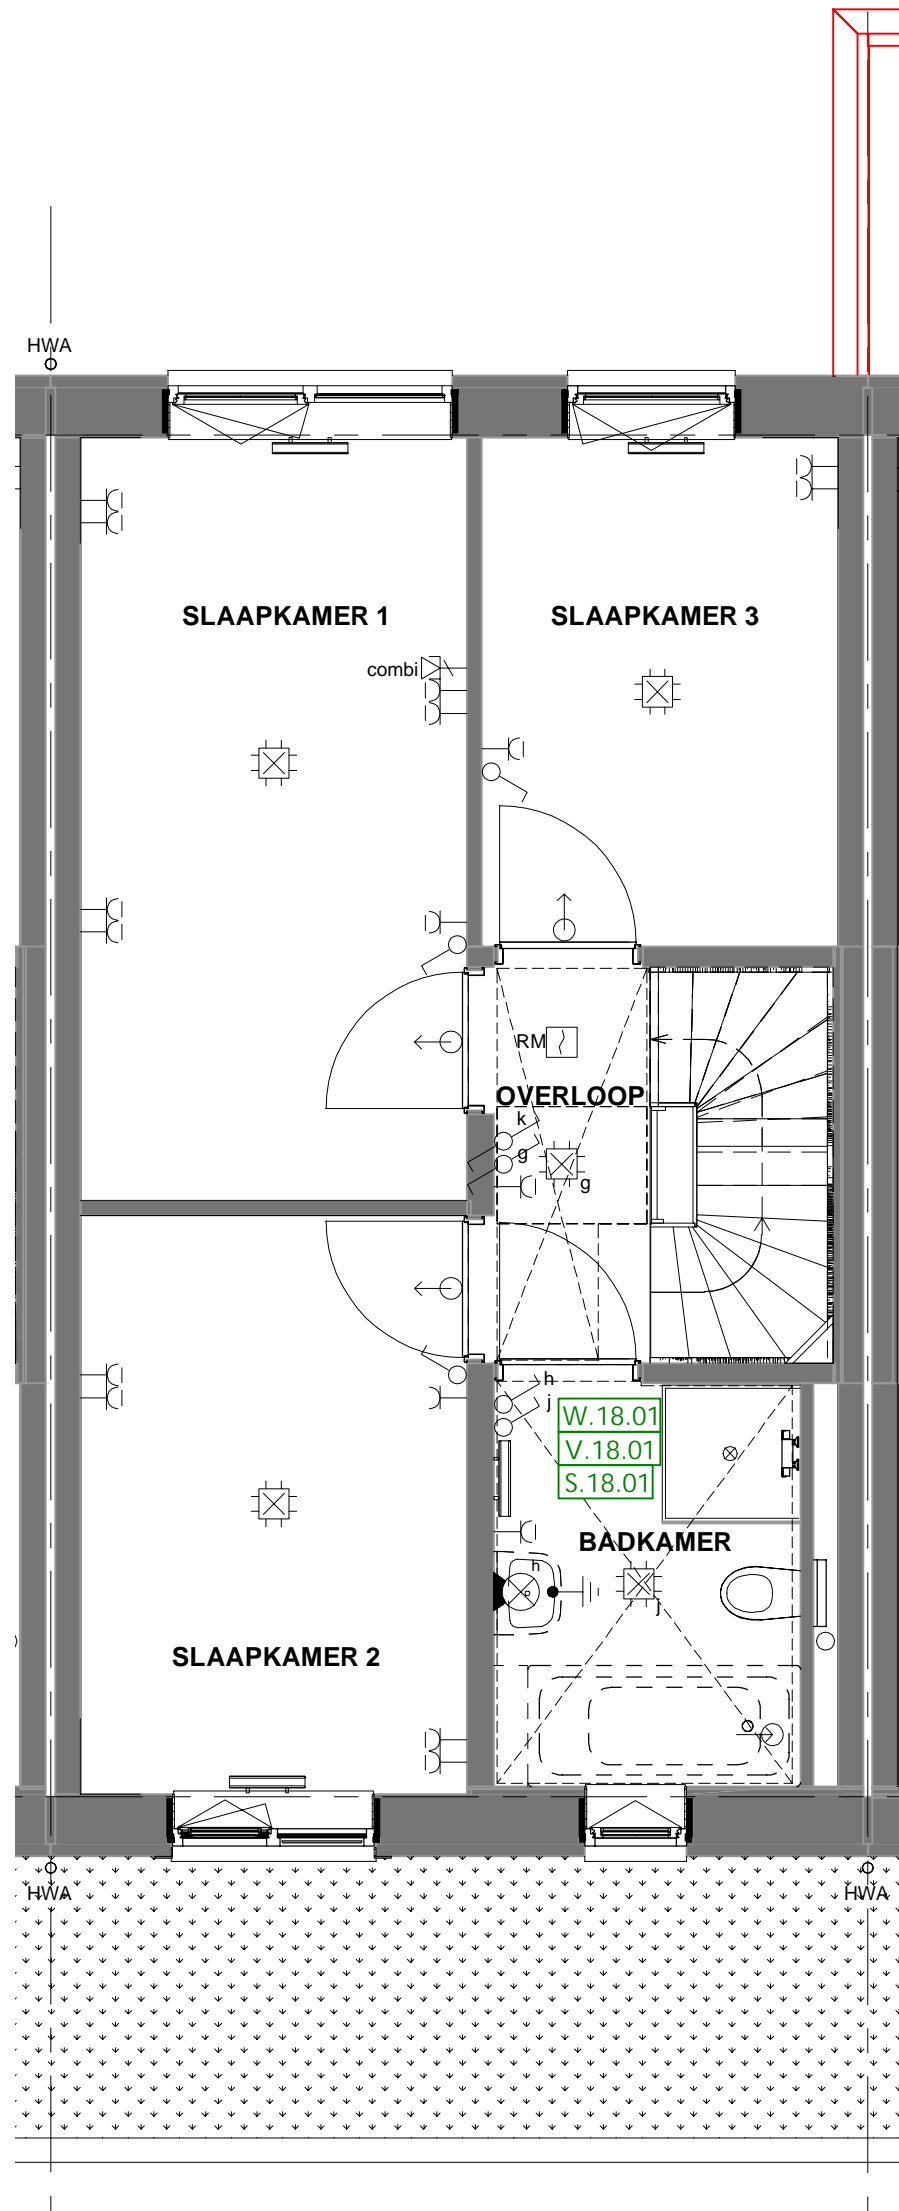 HWA
SLAAPKAMER 1
SLAAPKAMER 3
combi
RM
OVERLOOP
k
g
g
h
j
W.18.01
V.18.01
S.18.01
BADKAMER
h
j
SLAAPKAMER 2
HWA
HWA